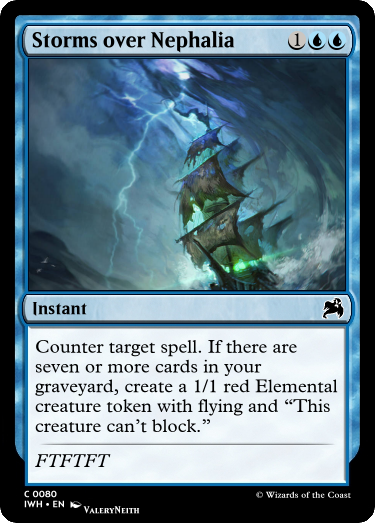 Storms over Nephalia 1
Instant
Counter target spell. If there are
seven or more cards in your
graveyard, create a 1/1 red Elemental
creature token with flying and “This
creature can’t block.”
FTFTFT
C 0080
IWH • EN ValeryNeith
© Wizards of the Coast